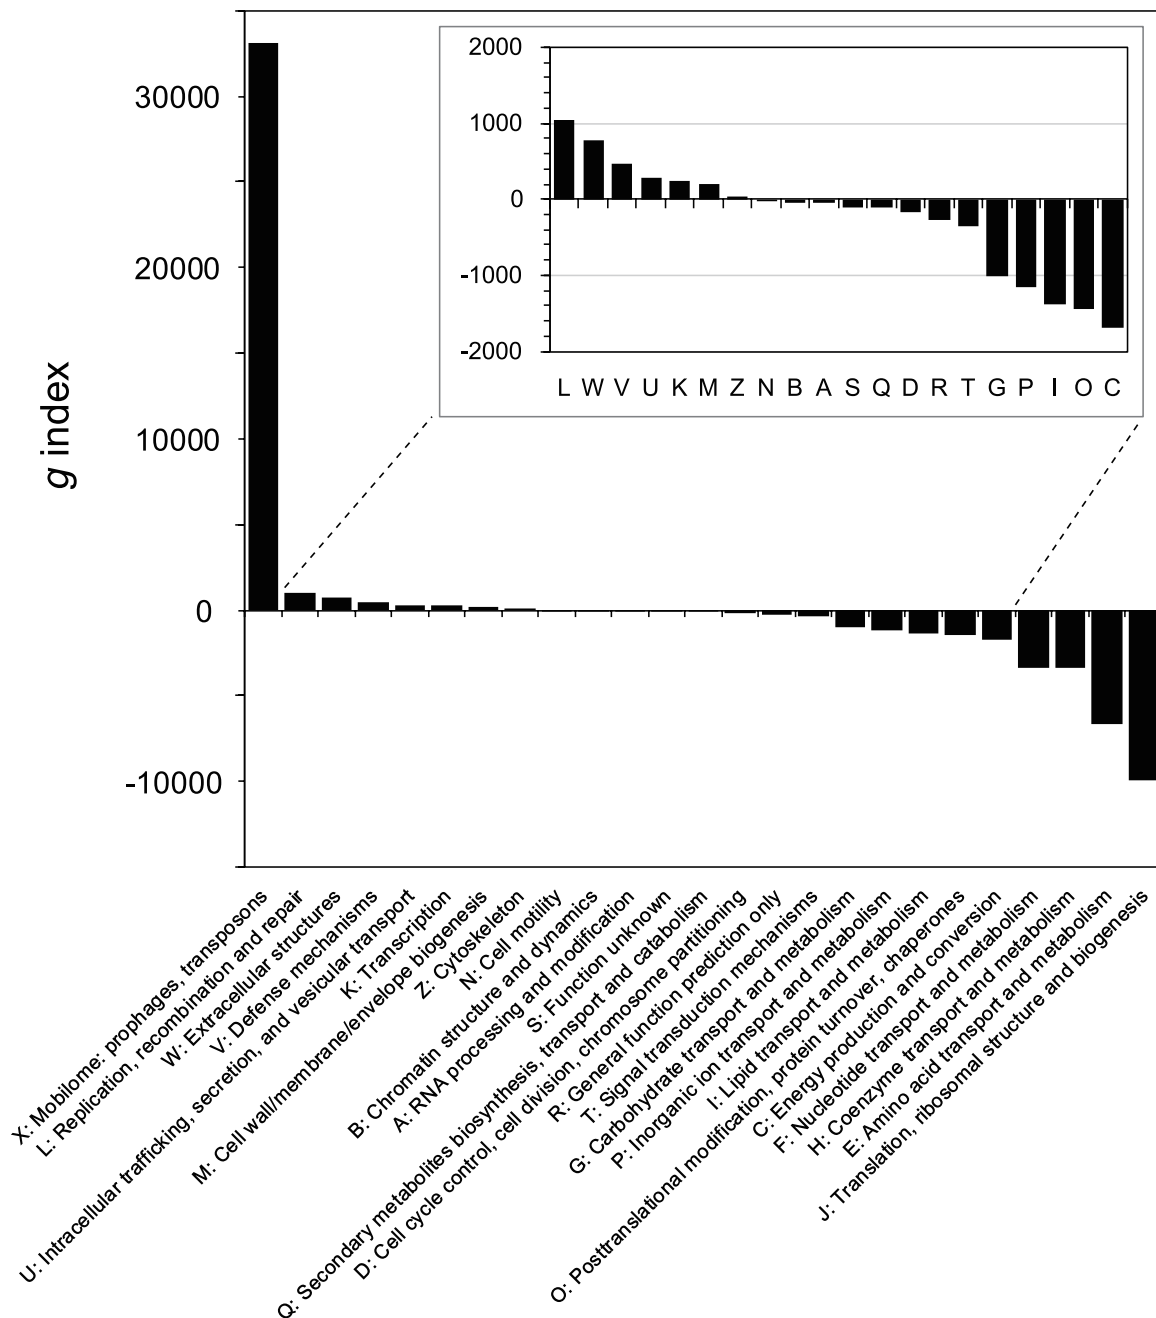 2000
1000
0
-1000
-2000
L W V U K M Z N B A S Q D R T G P I O C
30000
20000
10000
0
-10000
g index
X: Mobilome: prophages, transposons
L: Replication, recombination and repair
W: Extracellular structures
V: Defense mechanisms
U: Intracellular trafficking, secretion, and vesicular transport
K: Transcription
M: Cell wall/membrane/envelope biogenesis
Z: Cytoskeleton
N: Cell motility
B: Chromatin structure and dynamics
A: RNA processing and modification
S: Function unknown
Q: Secondary metabolites biosynthesis, transport and catabolism
D: Cell cycle control, cell division, chromosome partitioning
R: General function prediction only
T: Signal transduction mechanisms
G: Carbohydrate transport and metabolism
P: Inorganic ion transport and metabolism
I: Lipid transport and metabolism
O: Posttranslational modification, protein turnover, chaperones
C: Energy production and conversion
F: Nucleotide transport and metabolism
H: Coenzyme transport and metabolism
E: Amino acid transport and metabolism
J: Translation, ribosomal structure and biogenesis